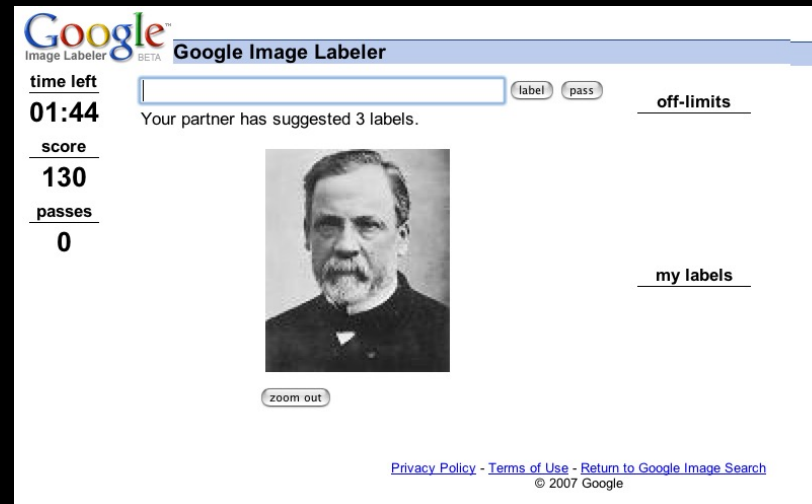 Google™
Image Labeler BETA
Google Image Labeler
time left
01:44
label
pass
Your partner has suggested 3 labels.
off-limits
score
130
passes
0
my labels
zoom out
Privacy Policy - Terms of Use - Return to Google Image Search
© 2007 Google